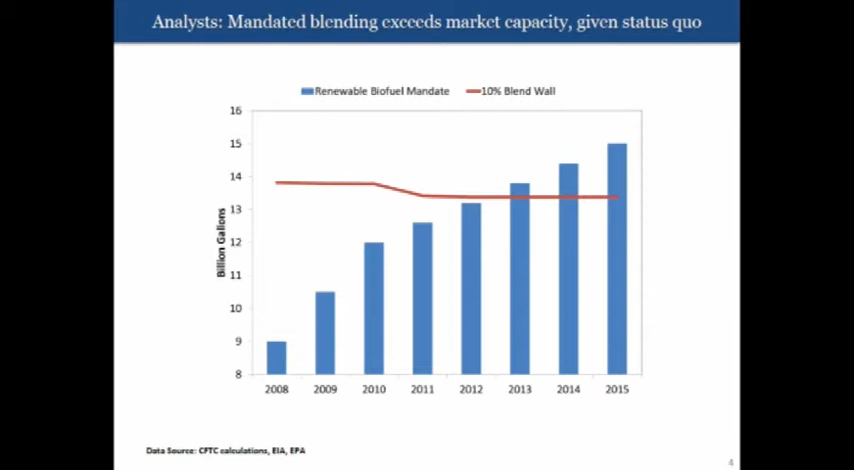 Analysts: Mandated blending exceeds market capacity, given status quo
Renewable Biofuel Mandate
10% Blend Wall
16
15
14
13
12
11
10
9
8
Billion Gallons
2008 2009 2010 2011 2012 2013 2014 2015
Data Source: CFTC calculations, EIA, EPA
4